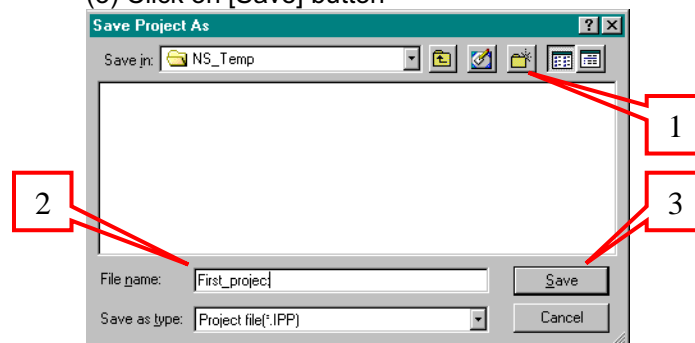 (3) Click on [Save] button
Save Project As
Save in: NS_Temp
1
2
3
File name: First_project
Save
Save as type: Project file(*.IPP)
Cancel